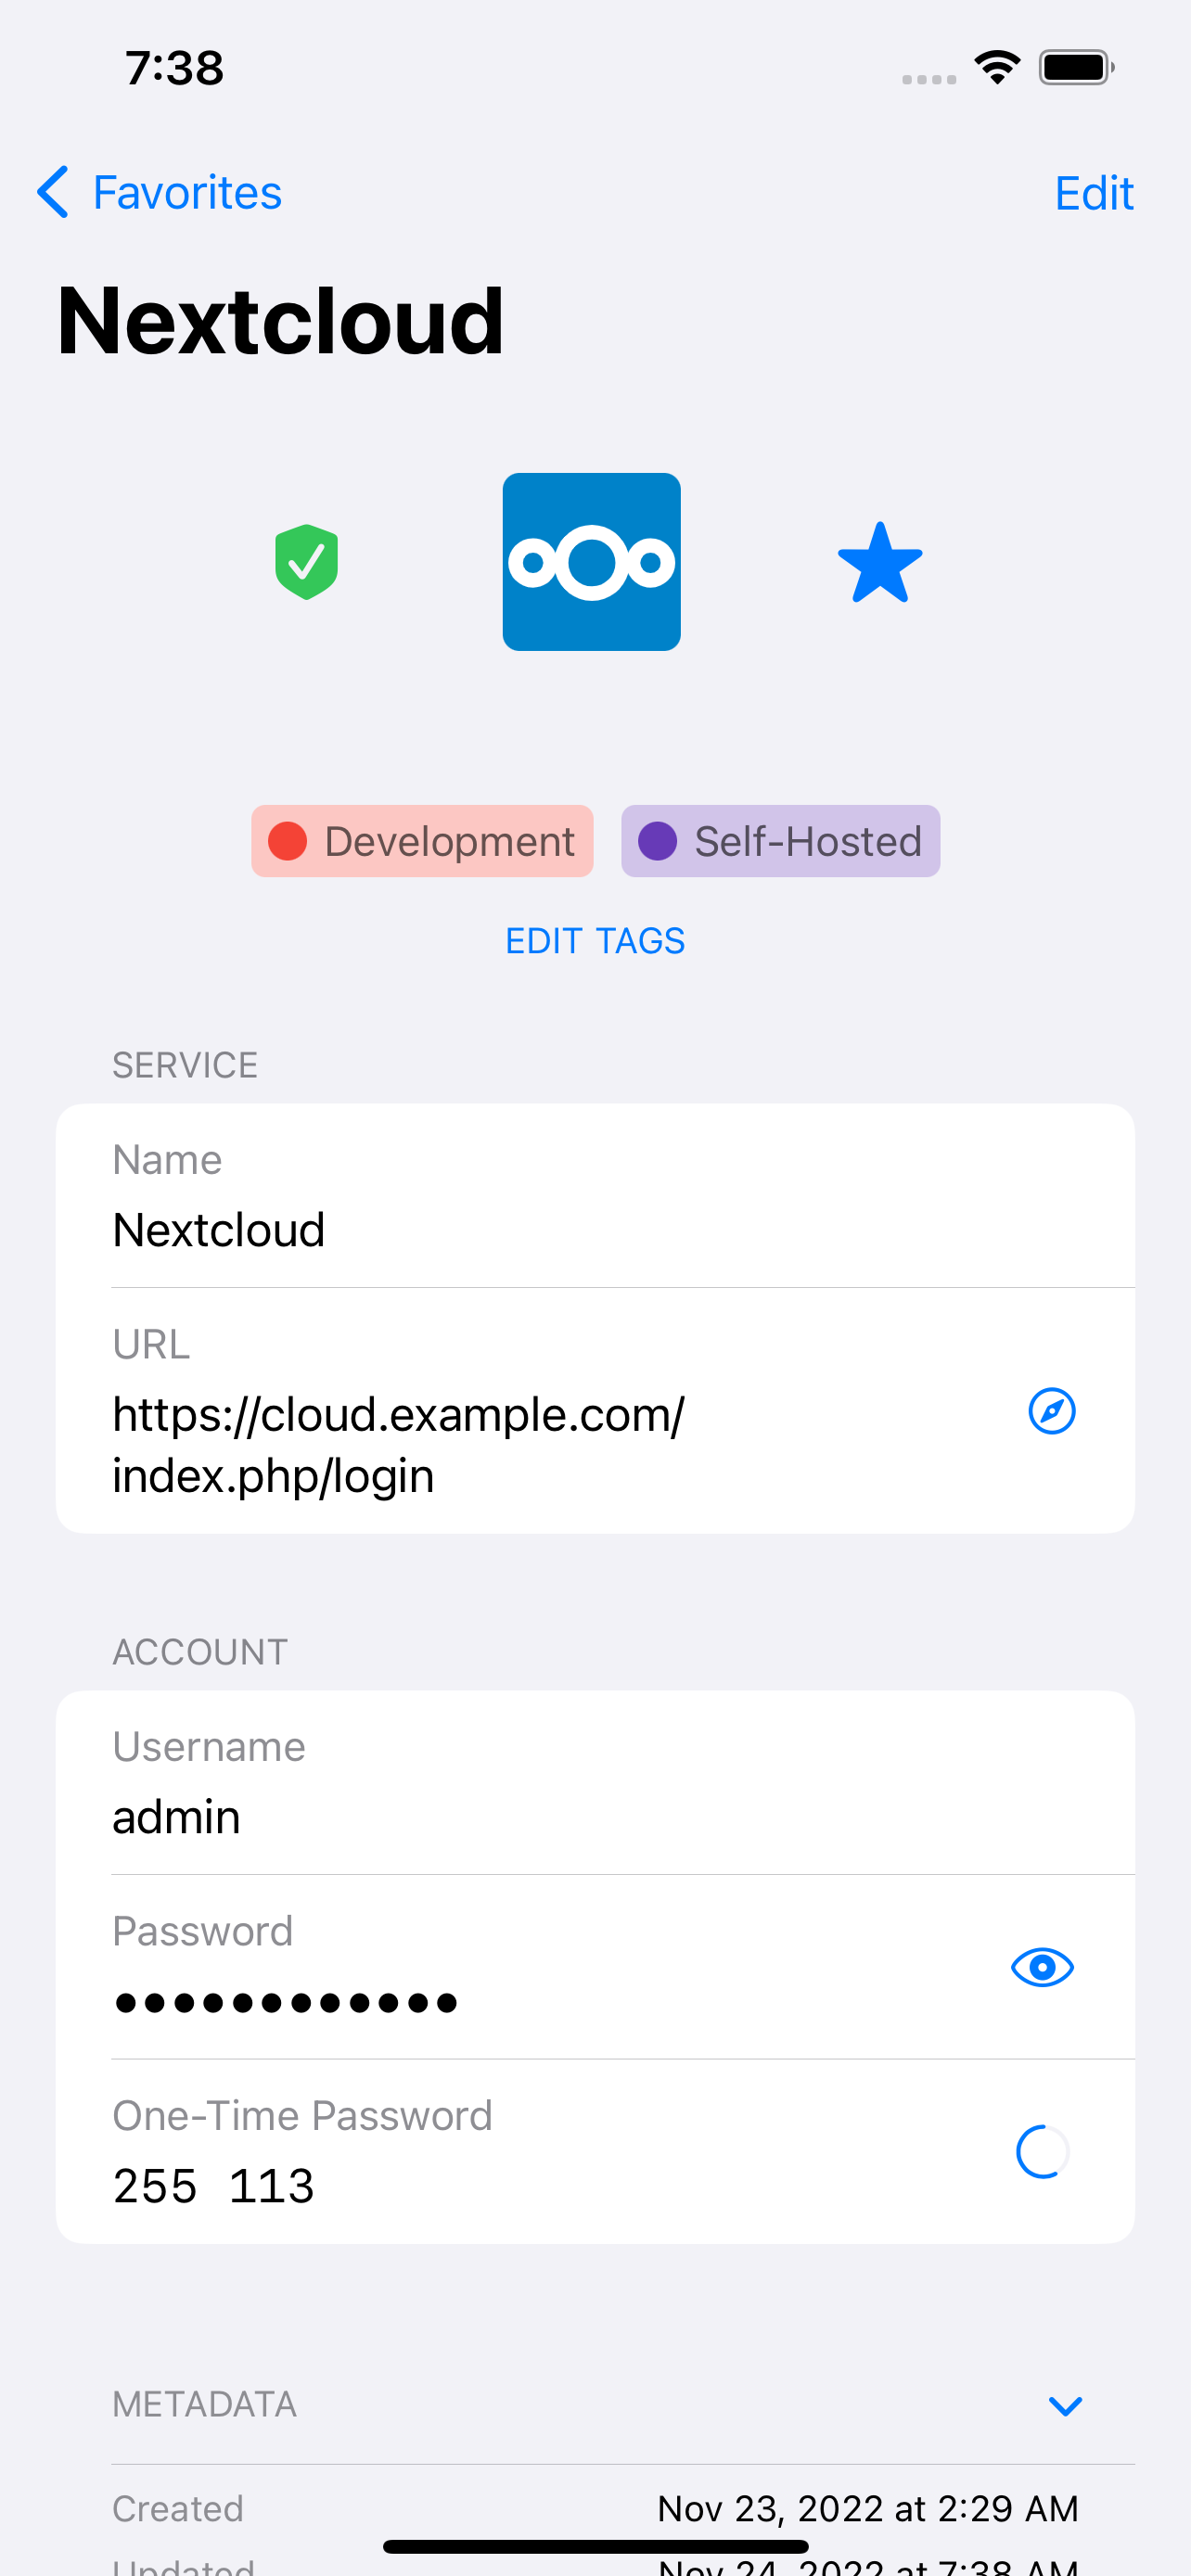 7:38
Favorites
Edit
Nextcloud
Development
Self-Hosted
EDIT TAGS
SERVICE
Name
Nextcloud
URL
https://cloud.example.com/
index.php/login
ACCOUNT
Username
admin
Password
••••••••••••
One-Time Password
255 113
METADATA
Created
Nov 23, 2022 at 2:29 AM
Updated
Nov 24, 2022 at 7:38 AM